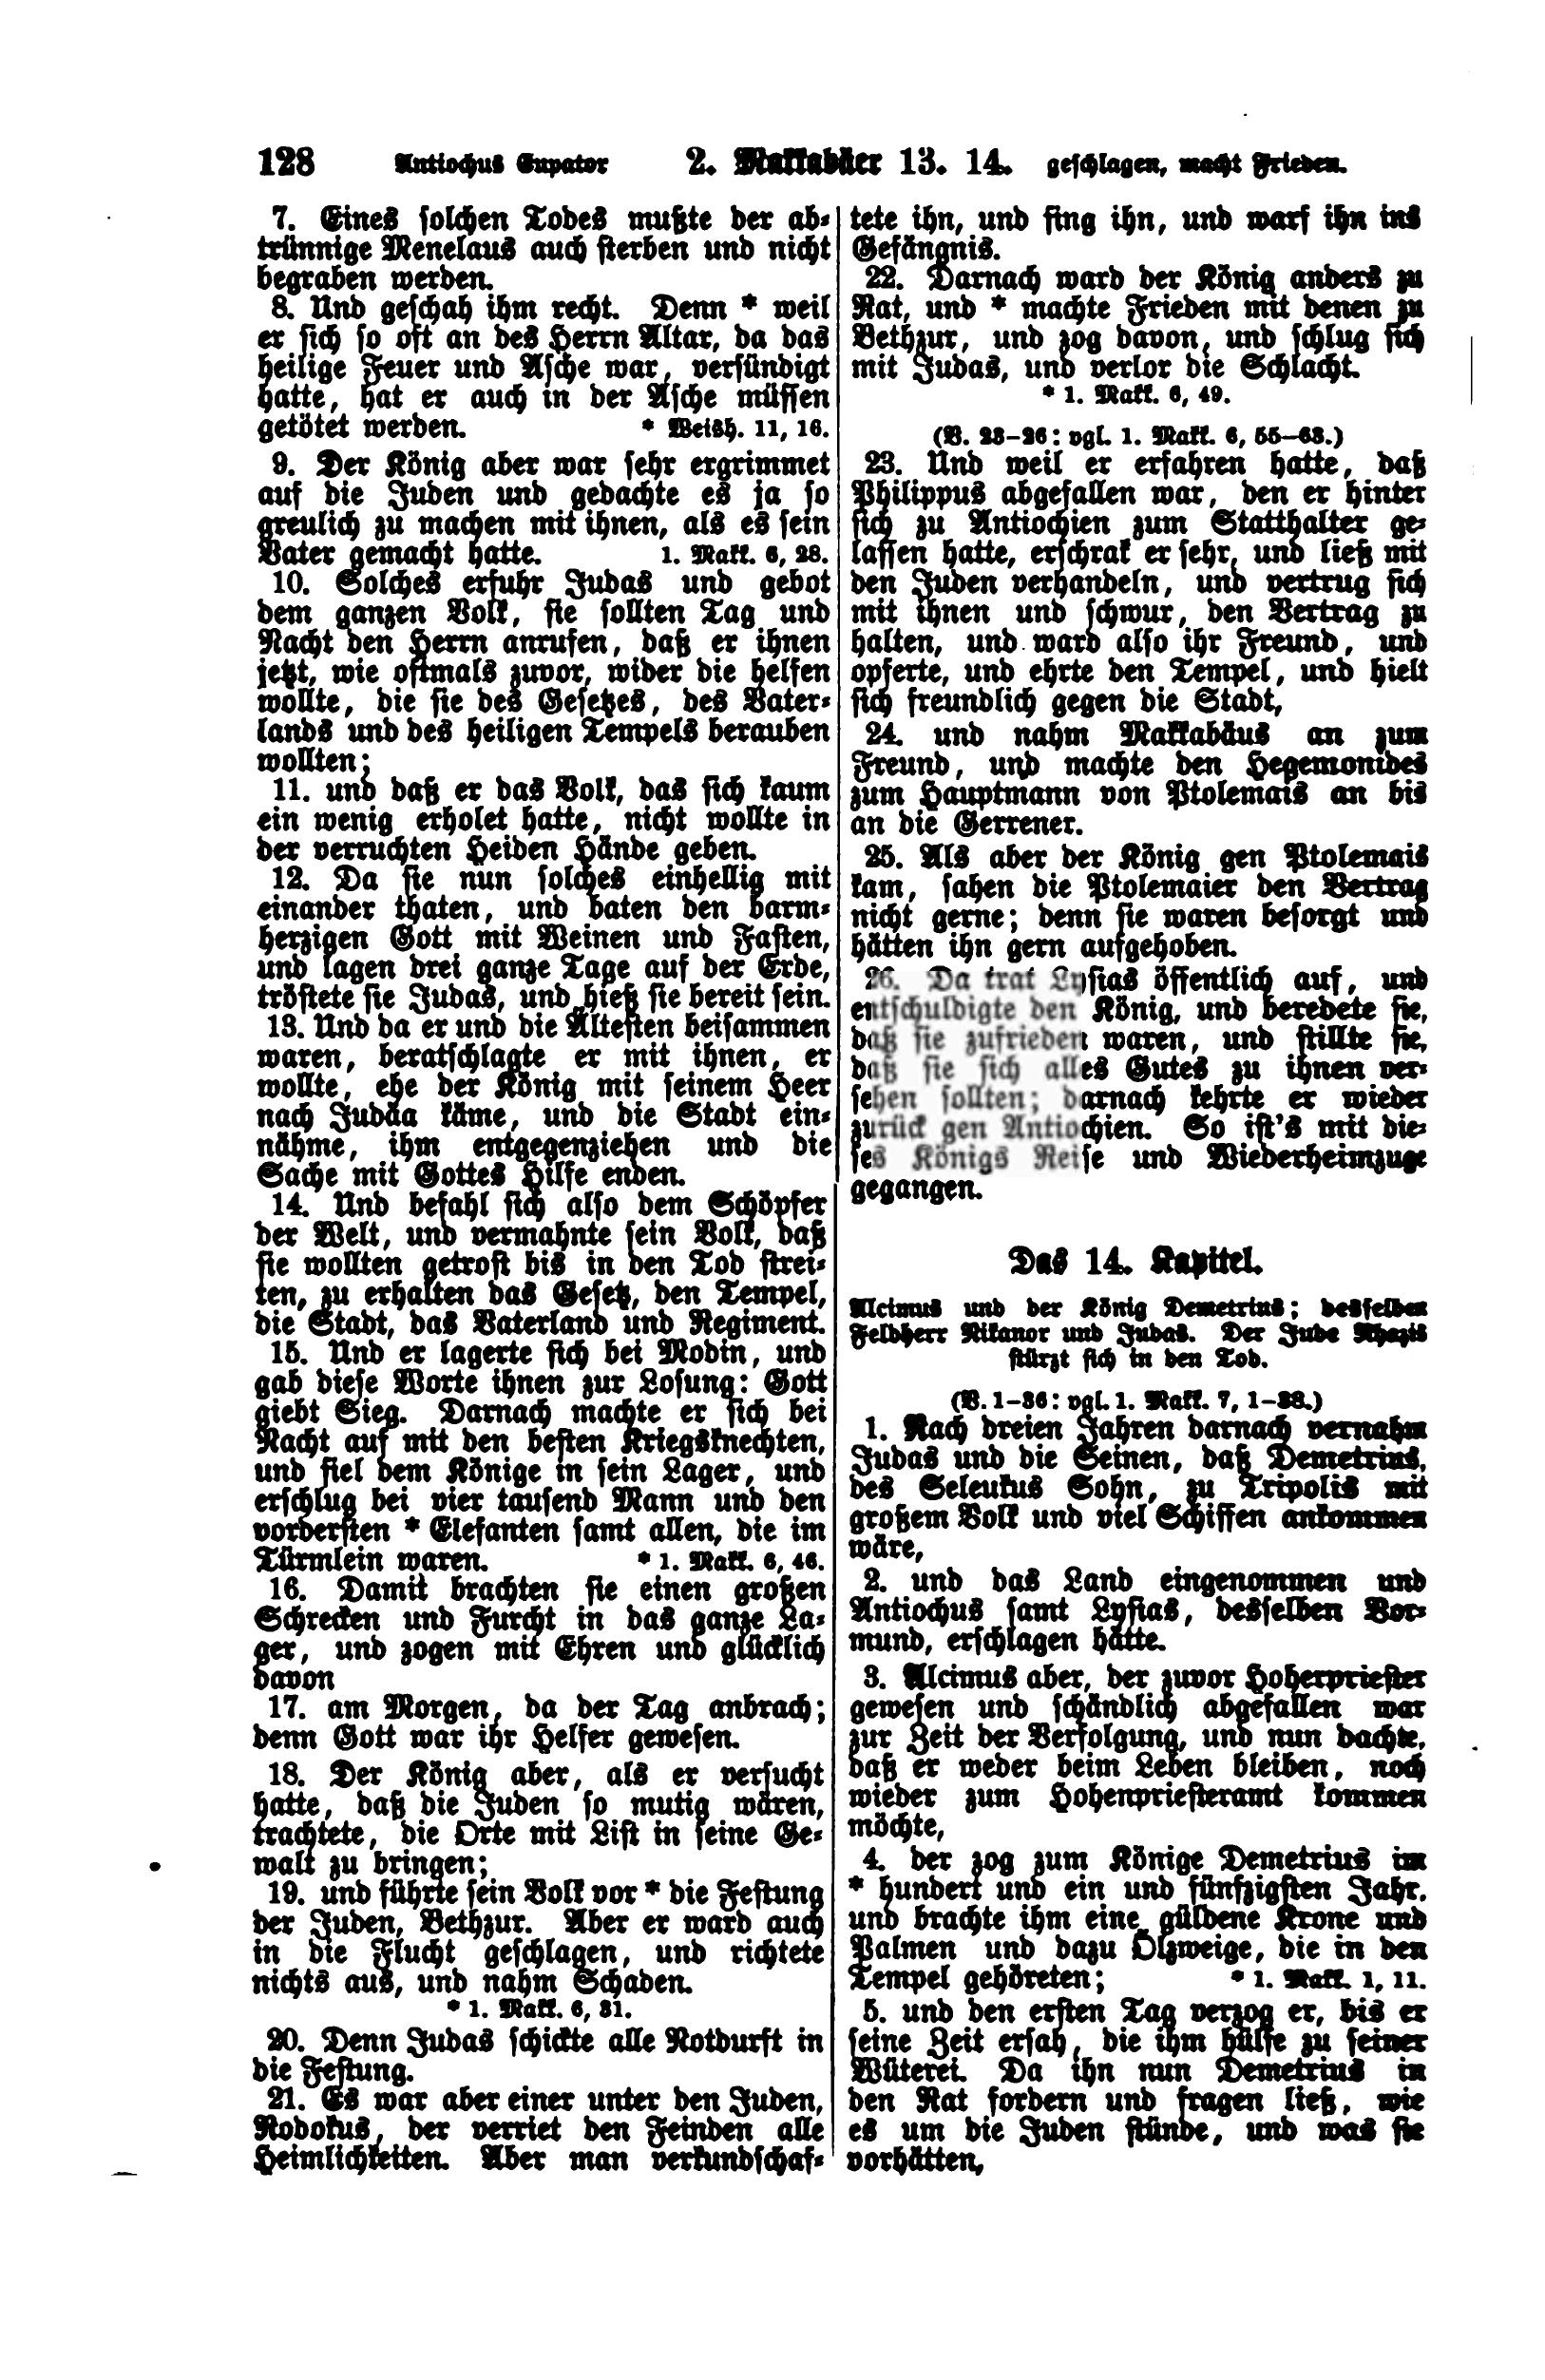 128 Antiochus Eupator 2. Makkabäer 13. 14. geschlagen, macht Frieden.
7. Eines solchen Todes mußte der ab-
trünnige Menelaus auch sterben und nicht
begraben werden.
8. Und geschah ihm recht. Denn * weil
er sich so oft an des Herrn Altar, da das
heilige Feuer und Asche war, versündigt
hatte, hat er auch in der Asche müssen
getötet werden. * Weish. 11, 16.
9. Der König aber war sehr ergrimmet
auf die Juden und gedachte es ja so
greulich zu machen mit ihnen, als es sein
Vater gemacht hatte. 1. Makk. 6, 28.
10. Solches erfuhr Judas und gebot
dem ganzen Volk, sie sollten Tag und
Nacht den Herrn anrufen, daß er ihnen
jetzt, wie oftmals zuvor, wider die helfen
wollte, die sie des Gesetzes, des Vater-
lands und des heiligen Tempels berauben
wollten;
11. und daß er das Volk, das sich kaum
ein wenig erholet hatte, nicht wollte in
der verruchten Heiden Hände geben.
12. Da sie nun solches einhellig mit
einander thaten, und baten den barm-
herzigen Gott mit Weinen und Fasten,
und lagen drei ganze Tage auf der Erde,
tröstete sie Judas, und hieß sie bereit sein.
13. Und da er und die Ältesten beisammen
waren, beratschlagte er mit ihnen, er
wollte, ehe der König mit seinem Heer
nach Judäa käme, und die Stadt ein-
nähme, ihm entgegenziehen und die
Sache mit Gottes Hilfe enden.
14. Und befahl sich also dem Schöpfer
der Welt, und vermahnte sein Volk, daß
sie wollten getrost bis in den Tod strei-
ten, zu erhalten das Gesetz, den Tempel,
die Stadt, das Vaterland und Regiment.
15. Und er lagerte sich bei Modin, und
gab diese Worte ihnen zur Losung: Gott
giebt Sieg. Darnach machte er sich bei
Nacht auf mit den besten Kriegsknechten,
und fiel dem Könige in sein Lager, und
erschlug bei vier tausend Mann und den
vordersten * Elefanten samt allen, die im
Türmlein waren. * 1. Makk. 6, 46.
16. Damit brachten sie einen großen
Schrecken und Furcht in das ganze La-
ger, und zogen mit Ehren und glücklich
davon
17. am Morgen, da der Tag anbrach;
denn Gott war ihr Helfer gewesen.
18. Der König aber, als er versucht
hatte, daß die Juden so mutig wären,
trachtete, die Orte mit List in seine Ge-
walt zu bringen;
19. und führte sein Volk vor * die Festung
der Juden, Bethzur. Aber er ward auch
in die Flucht geschlagen, und richtete
nichts aus, und nahm Schaden.
* 1. Makk. 6, 31.
20. Denn Judas schickte alle Notdurft in
die Festung.
21. Es war aber einer unter den Juden,
Rodokus, der verriet den Feinden alle
Heimlichkeiten. Aber man verkundschaf-
tete ihn, und fing ihn, und warf ihn ins
Gefängnis.
22. Darnach ward der König anders zu
Rat, und * machte Frieden mit denen zu
Bethzur, und zog davon, und schlug sich
mit Judas, und verlor die Schlacht.
* 1. Makk. 6, 49.
(V. 23–26: vgl. 1. Makk. 6, 55–63.)
23. Und weil er erfahren hatte, daß
Philippus abgefallen war, den er hinter
sich zu Antiochien zum Statthalter ge-
lassen hatte, erschrak er sehr, und ließ mit
den Juden verhandeln, und vertrug sich
mit ihnen und schwur, den Vertrag zu
halten, und ward also ihr Freund, und
opferte, und ehrte den Tempel, und hielt
sich freundlich gegen die Stadt,
24. und nahm Makkabäus an zum
Freund, und machte den Hegemonides
zum Hauptmann von Ptolemais an bis
an die Gerrener.
25. Als aber der König gen Ptolemais
kam, sahen die Ptolemaier den Vertrag
nicht gerne; denn sie waren besorgt und
hätten ihn gern aufgehoben.
26. Da trat Lysias öffentlich auf, und
entschuldigte den König, und beredete sie,
daß sie zufrieden waren, und stillte sie,
daß sie sich alles Gutes zu ihnen ver-
sehen sollten; darnach kehrte er wieder
zurück gen Antiochien. So ist's mit die-
ses Königs Reise und Wiederheimzuge
gegangen.
Das 14. Kapitel.
Alcimus und der König Demetrius; desselben
Feldherr Nikanor und Judas. Der Jude Rhazis
stürzt sich in den Tod.
(V. 1–36: vgl. 1. Makk. 7, 1–38.)
1. Nach dreien Jahren darnach vernahm
Judas und die Seinen, daß Demetrius,
des Seleukus Sohn, zu Tripolis mit
großem Volk und viel Schiffen ankommen
wäre,
2. und das Land eingenommen und
Antiochus samt Lysias, desselben Vor-
mund, erschlagen hätte.
3. Alcimus aber, der zuvor Hoherpriester
gewesen und schändlich abgefallen war
zur Zeit der Verfolgung, und nun dachte,
daß er weder beim Leben bleiben, noch
wieder zum Hohenpriesteramt kommen
möchte,
4. der zog zum Könige Demetrius im
* hundert und ein und fünfzigsten Jahr,
und brachte ihm eine güldene Krone und
Palmen und dazu Ölzweige, die in den
Tempel gehöreten; * 1. Makk. 1, 11.
5. und den ersten Tag verzog er, bis er
seine Zeit ersah, die ihm hülfe zu seiner
Wüterei. Da ihn nun Demetrius in
den Rat fordern und fragen ließ, wie
es um die Juden stünde, und was sie
vorhätten,